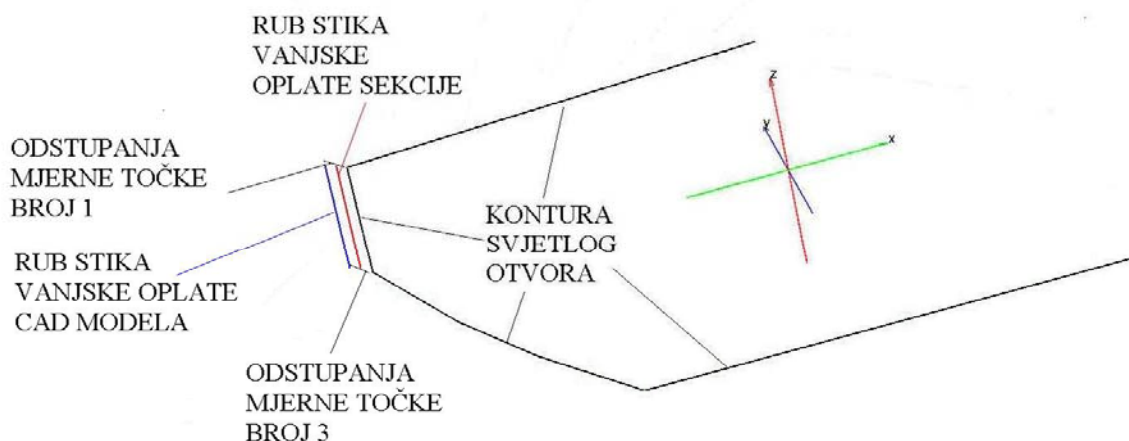 RUB STIKA
VANJSKE
OPLATE SEKCIJE
ODSTUPANJA
MJERNE TOČKE
BROJ 1
RUB STIKA
VANJSKE OPLATE
CAD MODELA
KONTURA
SVJETLOG
OTVORA
ODSTUPANJA
MJERNE TOČKE
BROJ 3
z
y
x